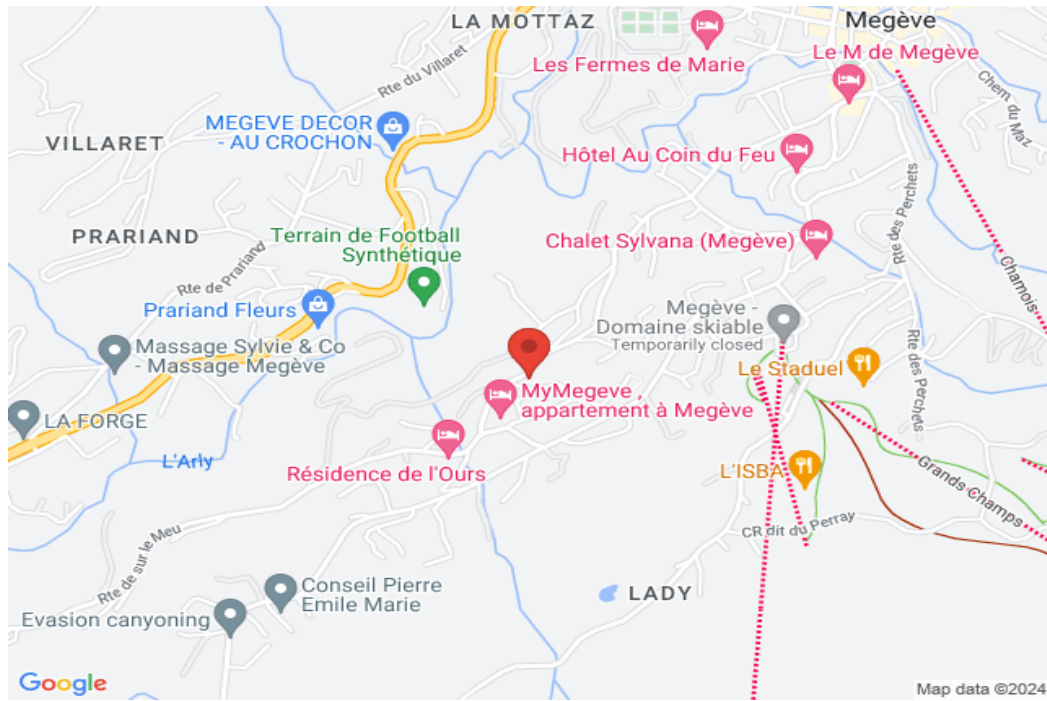 LA MOTTAZ
Megève
Les Fermes de Marie
Le M de Megève
Rte du Villaret
Chem. du Maz
MEGEVE DECOR
- AU CROCHON
VILLARET
Hôtel Au Coin du Feu
Rte des Perchets
PRARIAND
Terrain de Football
Synthétique
Chalet Sylvana (Megève)
Chamois
Rte de Prariand
Prariand Fleurs
Megève -
Domaine skiable
Temporarily closed
Massage Sylvie & Co
- Massage Megève
Rte des Perchets
Le Staduel
MyMegeve ,
appartement à Megève
LA FORGE
L'Arly
Résidence de l'Ours
L'ISBA
Grands Champs
CR dit du Perray
Rte de sur le Meu
Conseil Pierre
Emile Marie
LADY
Evasion canyoning
Google
Map data ©2024